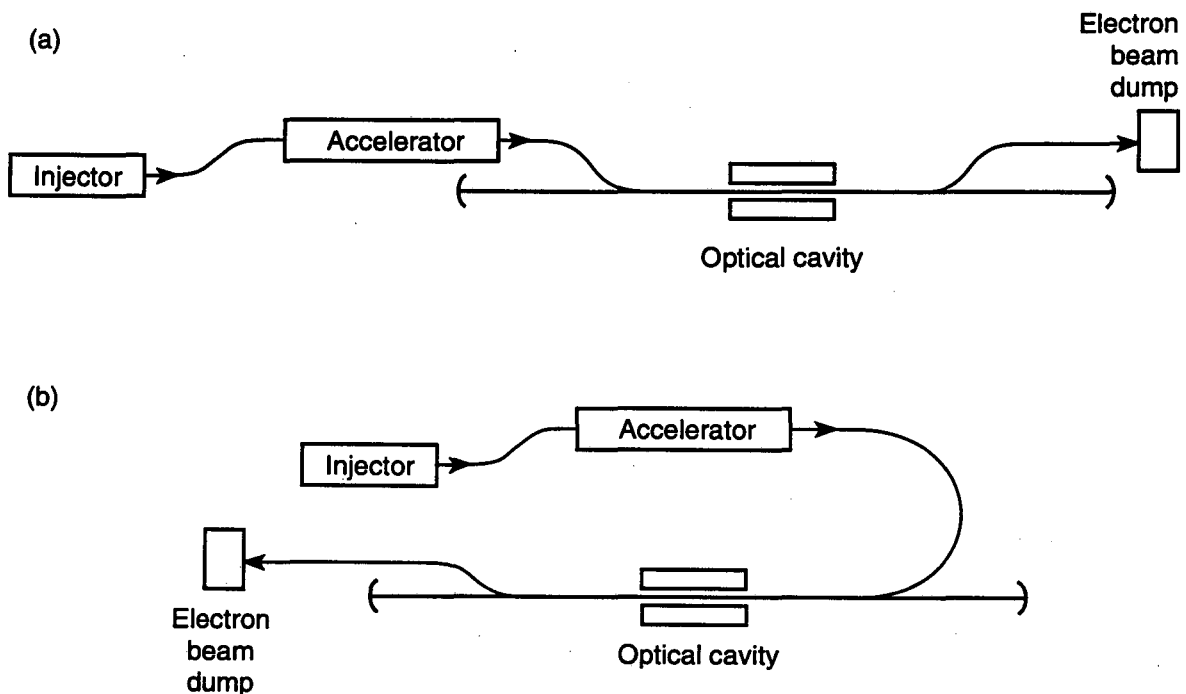 (a)
Electron
beam
dump
Accelerator
Injector
Optical cavity
(b)
Accelerator
Injector
Electron
beam
dump
Optical cavity